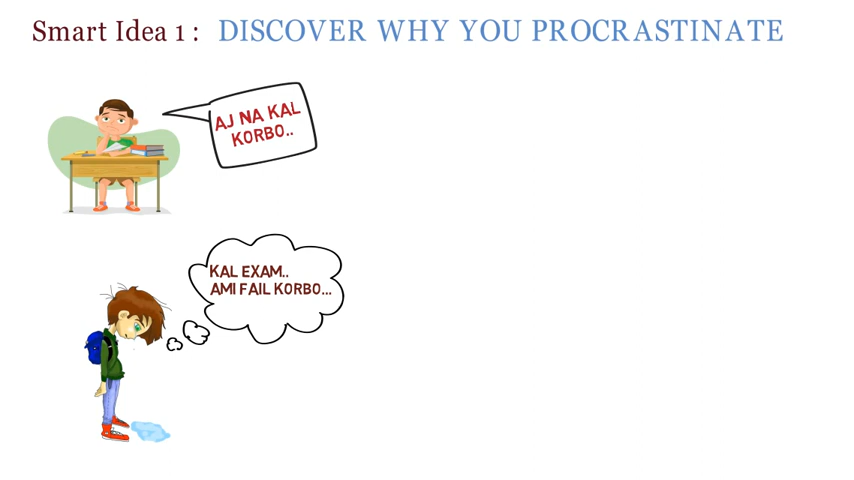 Smart Idea 1 : DISCOVER WHY YOU PROCRASTINATE
AJ NA KAL
KORBO..
KAL EXAM..
AMI FAIL KORBO...